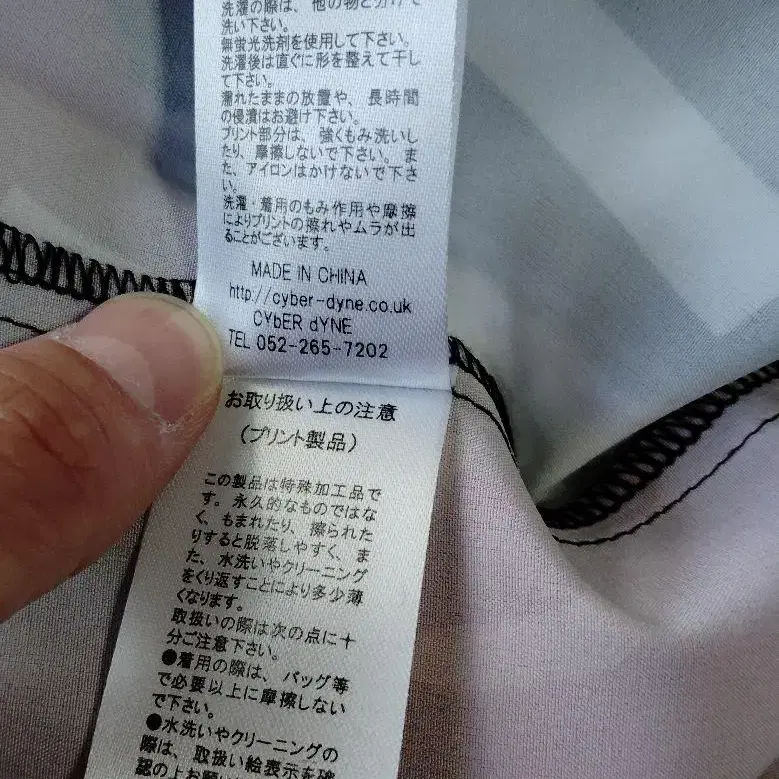 洗濯の際は、他の物と分けて
洗い下さい。
無蛍光洗剤を使用して下さい。
洗濯後は直ぐに形を整えて干し
て下さい。
濡れたままの放置や、長時間
の浸漬はお避け下さい。
プリント部分は、強くもみ洗いし
たり、摩擦しないで下さい。ま
た、アイロンはかけないで下さ
い。
洗濯・着用のもみ作用や摩擦
によりプリントの擦れやムラが出
ることがございます。
MADE IN CHINA
http://cyber-dyne.co.uk
CYbER dYNE
TEL 052-265-7202
お取り扱い上の注意
(プリント製品)
この製品は特殊加工品で
す。永久的なものではな
く、もまれたり、擦られた
りすると脱落しやすく、ま
た、水洗いやクリーニング
をくり返すことにより多少薄
くなります。
取扱いの際は次の点に十
分ご注意下さい。
●着用の際は、バッグ等
で必要以上に摩擦しない
で下さい。
●水洗いやクリーニングの
際は、取扱い絵表示を確
認の上お願い